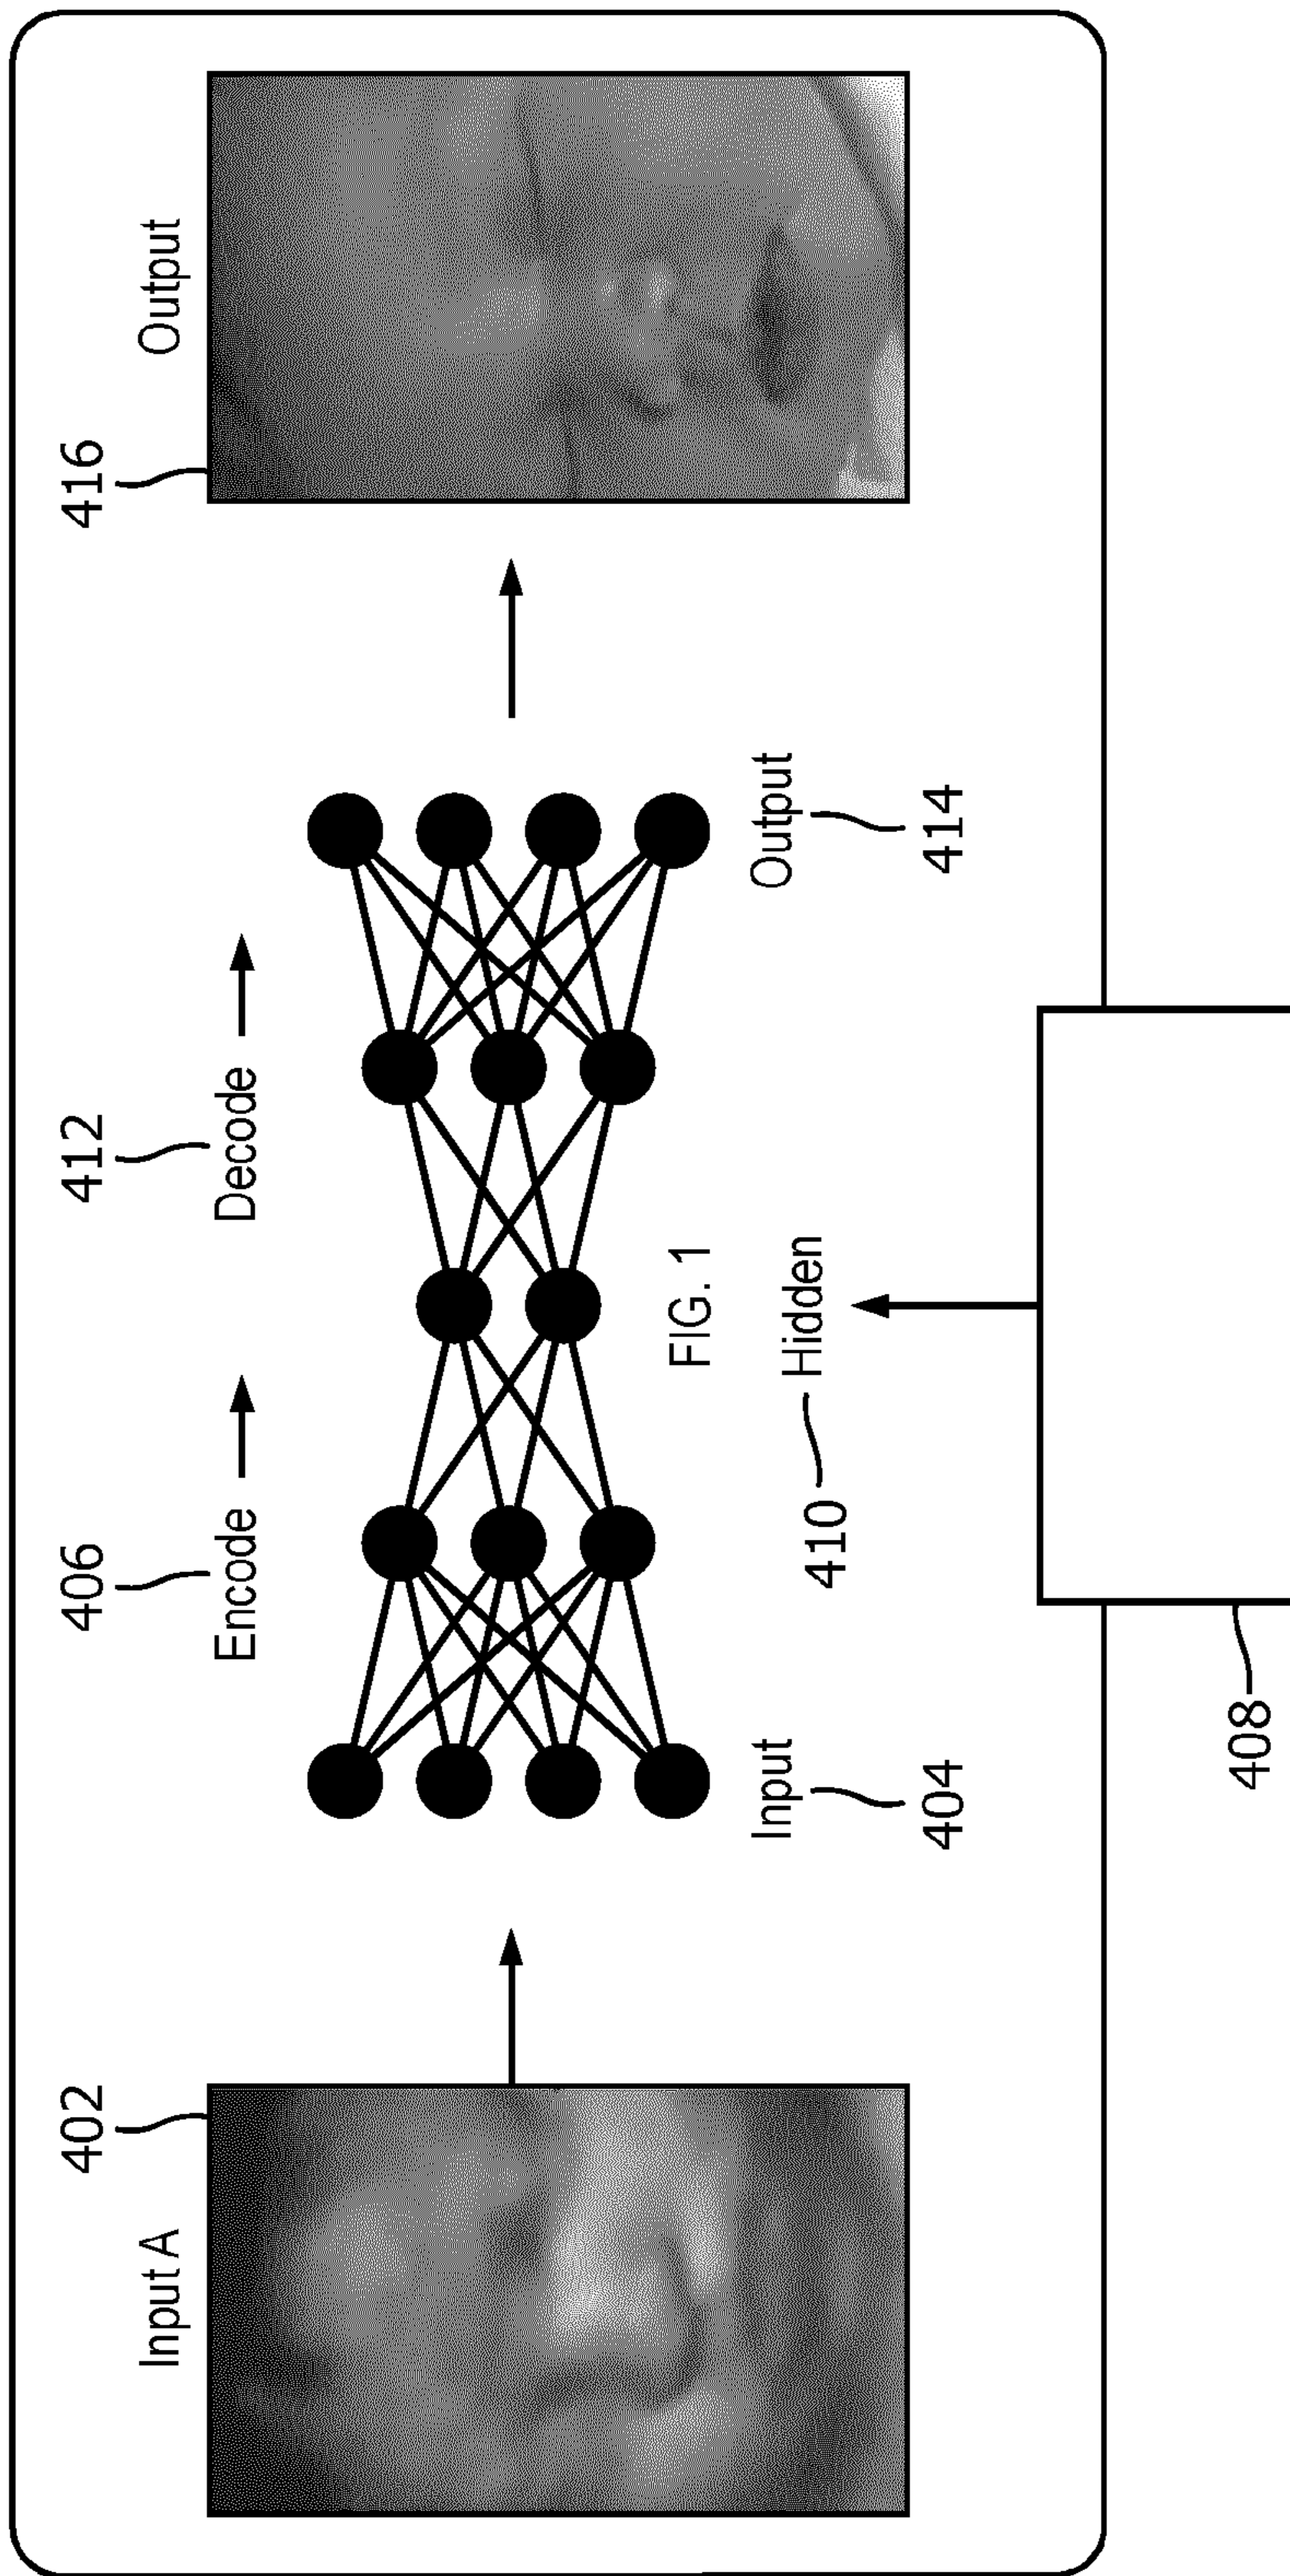 402
406
412
416
Input A
Encode
Decode
Output
FIG. 1
Input
410
Hidden
Output
404
414
408